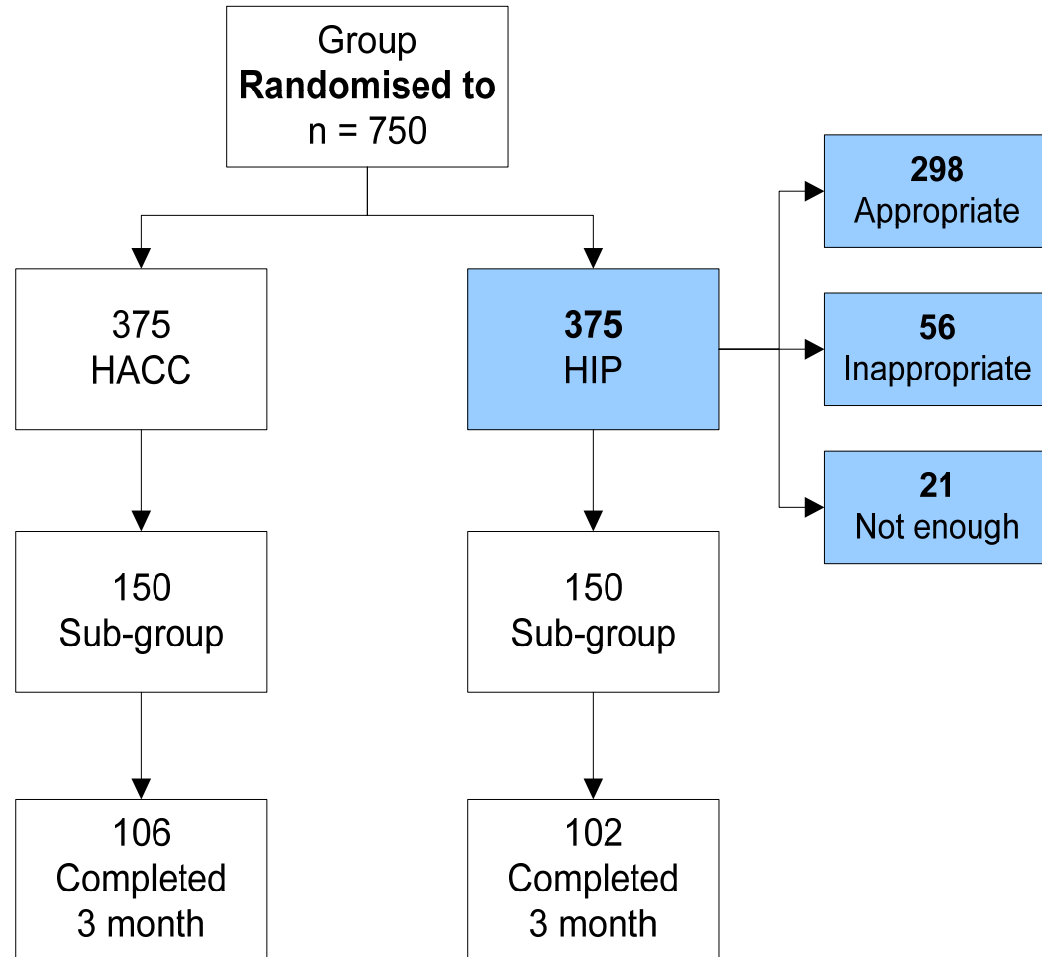 Group
Randomised to
n = 750
298
Appropriate
375
HACC
375
HIP
56
Inappropriate
21
Not enough
150
Sub-group
150
Sub-group
106
Completed
3 month
102
Completed
3 month